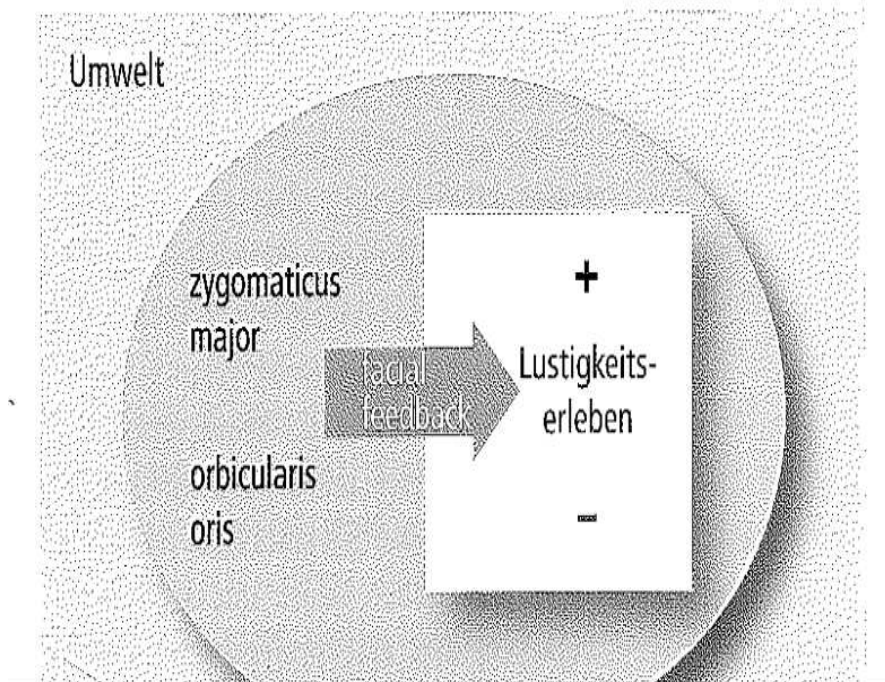 Umwelt
zygomaticus
major
facial
feedback
+
Lustigkeits-
erleben
orbicularis
oris
-